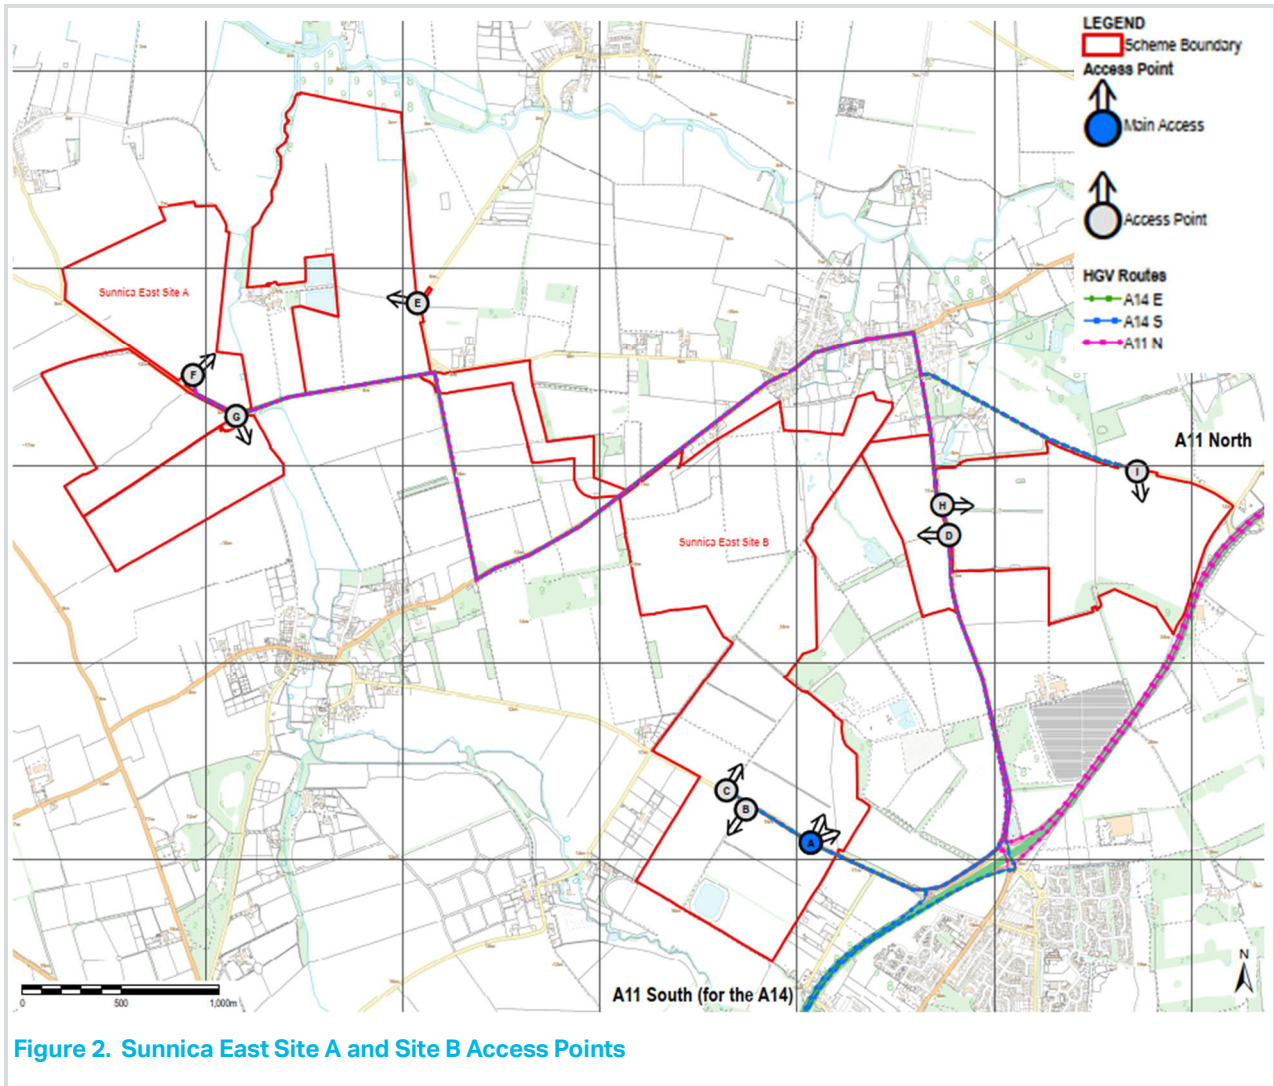 LEGEND
Scheme Boundary
Access Point
Main Access
Access Point
HGV Routes
A14 E
A14 S
A11 N
A11 North
Sunnica East Site A
E
F
G
I
H
D
Sunnica East Site B
C
B
A
N
A11 South (for the A14)
0 500 1,000m
Figure 2. Sunnica East Site A and Site B Access Points